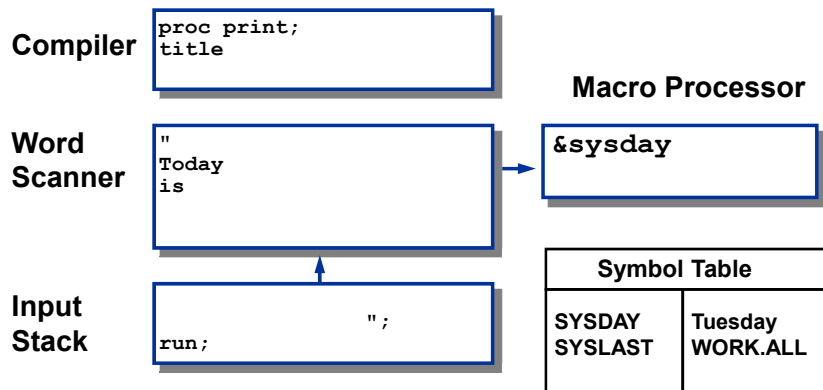 Compiler
proc print;
title
Macro Processor
Word
Scanner
"
Today
is
&sysday
Input
Stack
";
run;
Symbol Table
SYSDAY Tuesday
SYSLAST WORK.ALL